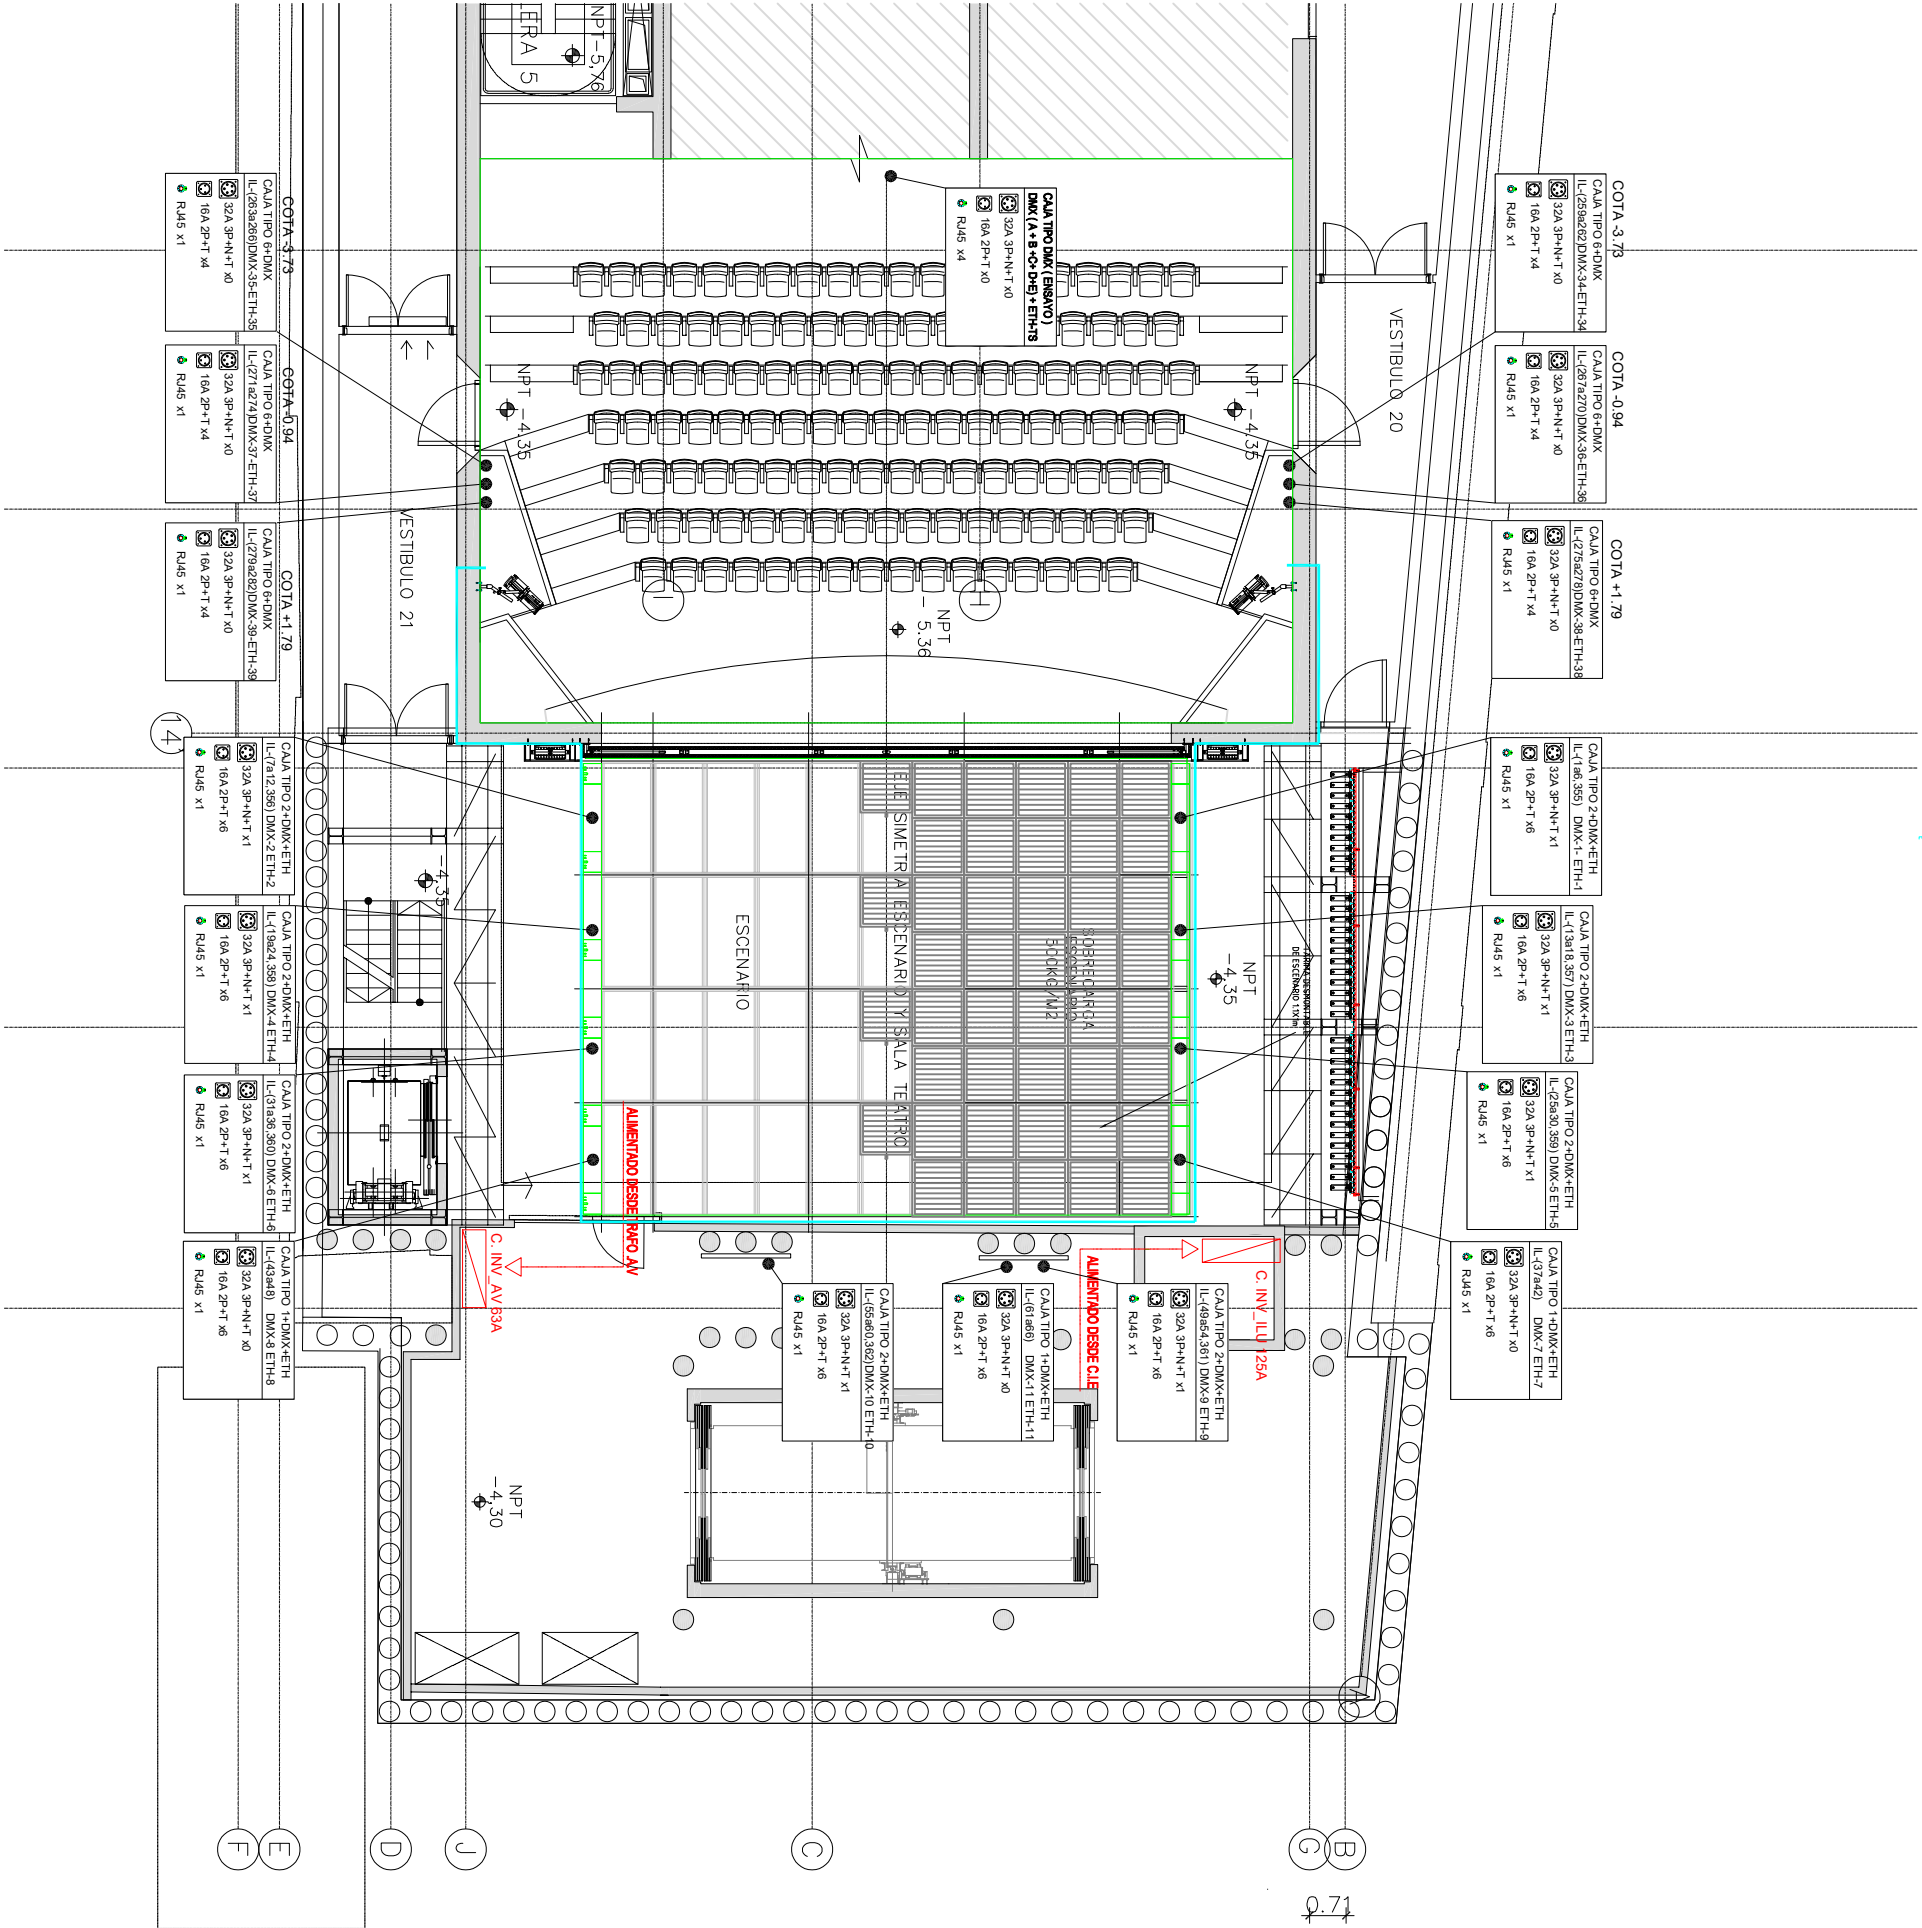 NPT-5,76
LERA 5
COTA -3.73
CAJA TIPO 6+DMX
IL-(263a266)DMX-35-ETH-35
32A 3P+N+T x0
16A 2P+T x4
RJ45 x1
COTA -0.94
CAJA TIPO 6+DMX
IL-(271a274)DMX-37-ETH-37
32A 3P+N+T x0
16A 2P+T x4
RJ45 x1
COTA +1.79
CAJA TIPO 6+DMX
IL-(279a282)DMX-39-ETH-39
32A 3P+N+T x0
16A 2P+T x4
RJ45 x1
CAJA TIPO DMX ( ENSAYO )
DMX ( A + B +C+ D+E) + ETH-TS
32A 3P+N+T x0
16A 2P+T x0
RJ45 x4
COTA -3.73
CAJA TIPO 6+DMX
IL-(259a262)DMX-34-ETH-34
32A 3P+N+T x0
16A 2P+T x4
RJ45 x1
COTA -0.94
CAJA TIPO 6+DMX
IL-(267a270)DMX-36-ETH-36
32A 3P+N+T x0
16A 2P+T x4
RJ45 x1
COTA +1.79
CAJA TIPO 6+DMX
IL-(275a278)DMX-38-ETH-38
32A 3P+N+T x0
16A 2P+T x4
RJ45 x1
VESTIBULO 20
VESTIBULO 21
NPT -4,35
NPT -4,35
I
H
NPT
-5.36
14
CAJA TIPO 2+DMX+ETH
IL-(7a12,356) DMX-2 ETH-2
32A 3P+N+T x1
16A 2P+T x6
RJ45 x1
CAJA TIPO 2+DMX+ETH
IL-(19a24,358) DMX-4 ETH-4
32A 3P+N+T x1
16A 2P+T x6
RJ45 x1
CAJA TIPO 2+DMX+ETH
IL-(31a36,360) DMX-6 ETH-6
32A 3P+N+T x1
16A 2P+T x6
RJ45 x1
CAJA TIPO 1+DMX+ETH
IL-(43a48) DMX-8 ETH-8
32A 3P+N+T x0
16A 2P+T x6
RJ45 x1
CAJA TIPO 2+DMX+ETH
IL-(1a6,355) DMX-1- ETH-1
32A 3P+N+T x1
16A 2P+T x6
RJ45 x1
CAJA TIPO 2+DMX+ETH
IL-(13a18,357) DMX-3 ETH-3
32A 3P+N+T x1
16A 2P+T x6
RJ45 x1
CAJA TIPO 2+DMX+ETH
IL-(25a30,359) DMX-5 ETH-5
32A 3P+N+T x1
16A 2P+T x6
RJ45 x1
CAJA TIPO 1+DMX+ETH
IL-(37a42) DMX-7 ETH-7
32A 3P+N+T x0
16A 2P+T x6
RJ45 x1
-4,35
ESCENARIO
EJE SIMETRIA ESCENARIO Y SALA TEATRO
SOBRECARGA
ESCENARIO
500KG/M2
NPT
-4,35
TARIMA DESMONTABLE
DE ESCENARIO 1.1X1m
ALIMENTADO DESDE TRAFO AV
C. INV_AV 63A
ALIMENTADO DESDE C.I.E
C. INV_ILU 125A
CAJA TIPO 2+DMX+ETH
IL-(55a60,362)DMX-10 ETH-10
32A 3P+N+T x1
16A 2P+T x6
RJ45 x1
CAJA TIPO 1+DMX+ETH
IL-(61a66) DMX-11 ETH-11
32A 3P+N+T x0
16A 2P+T x6
RJ45 x1
CAJA TIPO 2+DMX+ETH
IL-(49a54,361) DMX-9 ETH-9
32A 3P+N+T x1
16A 2P+T x6
RJ45 x1
NPT
-4,30
F
E
D
J
C
G
B
0.71